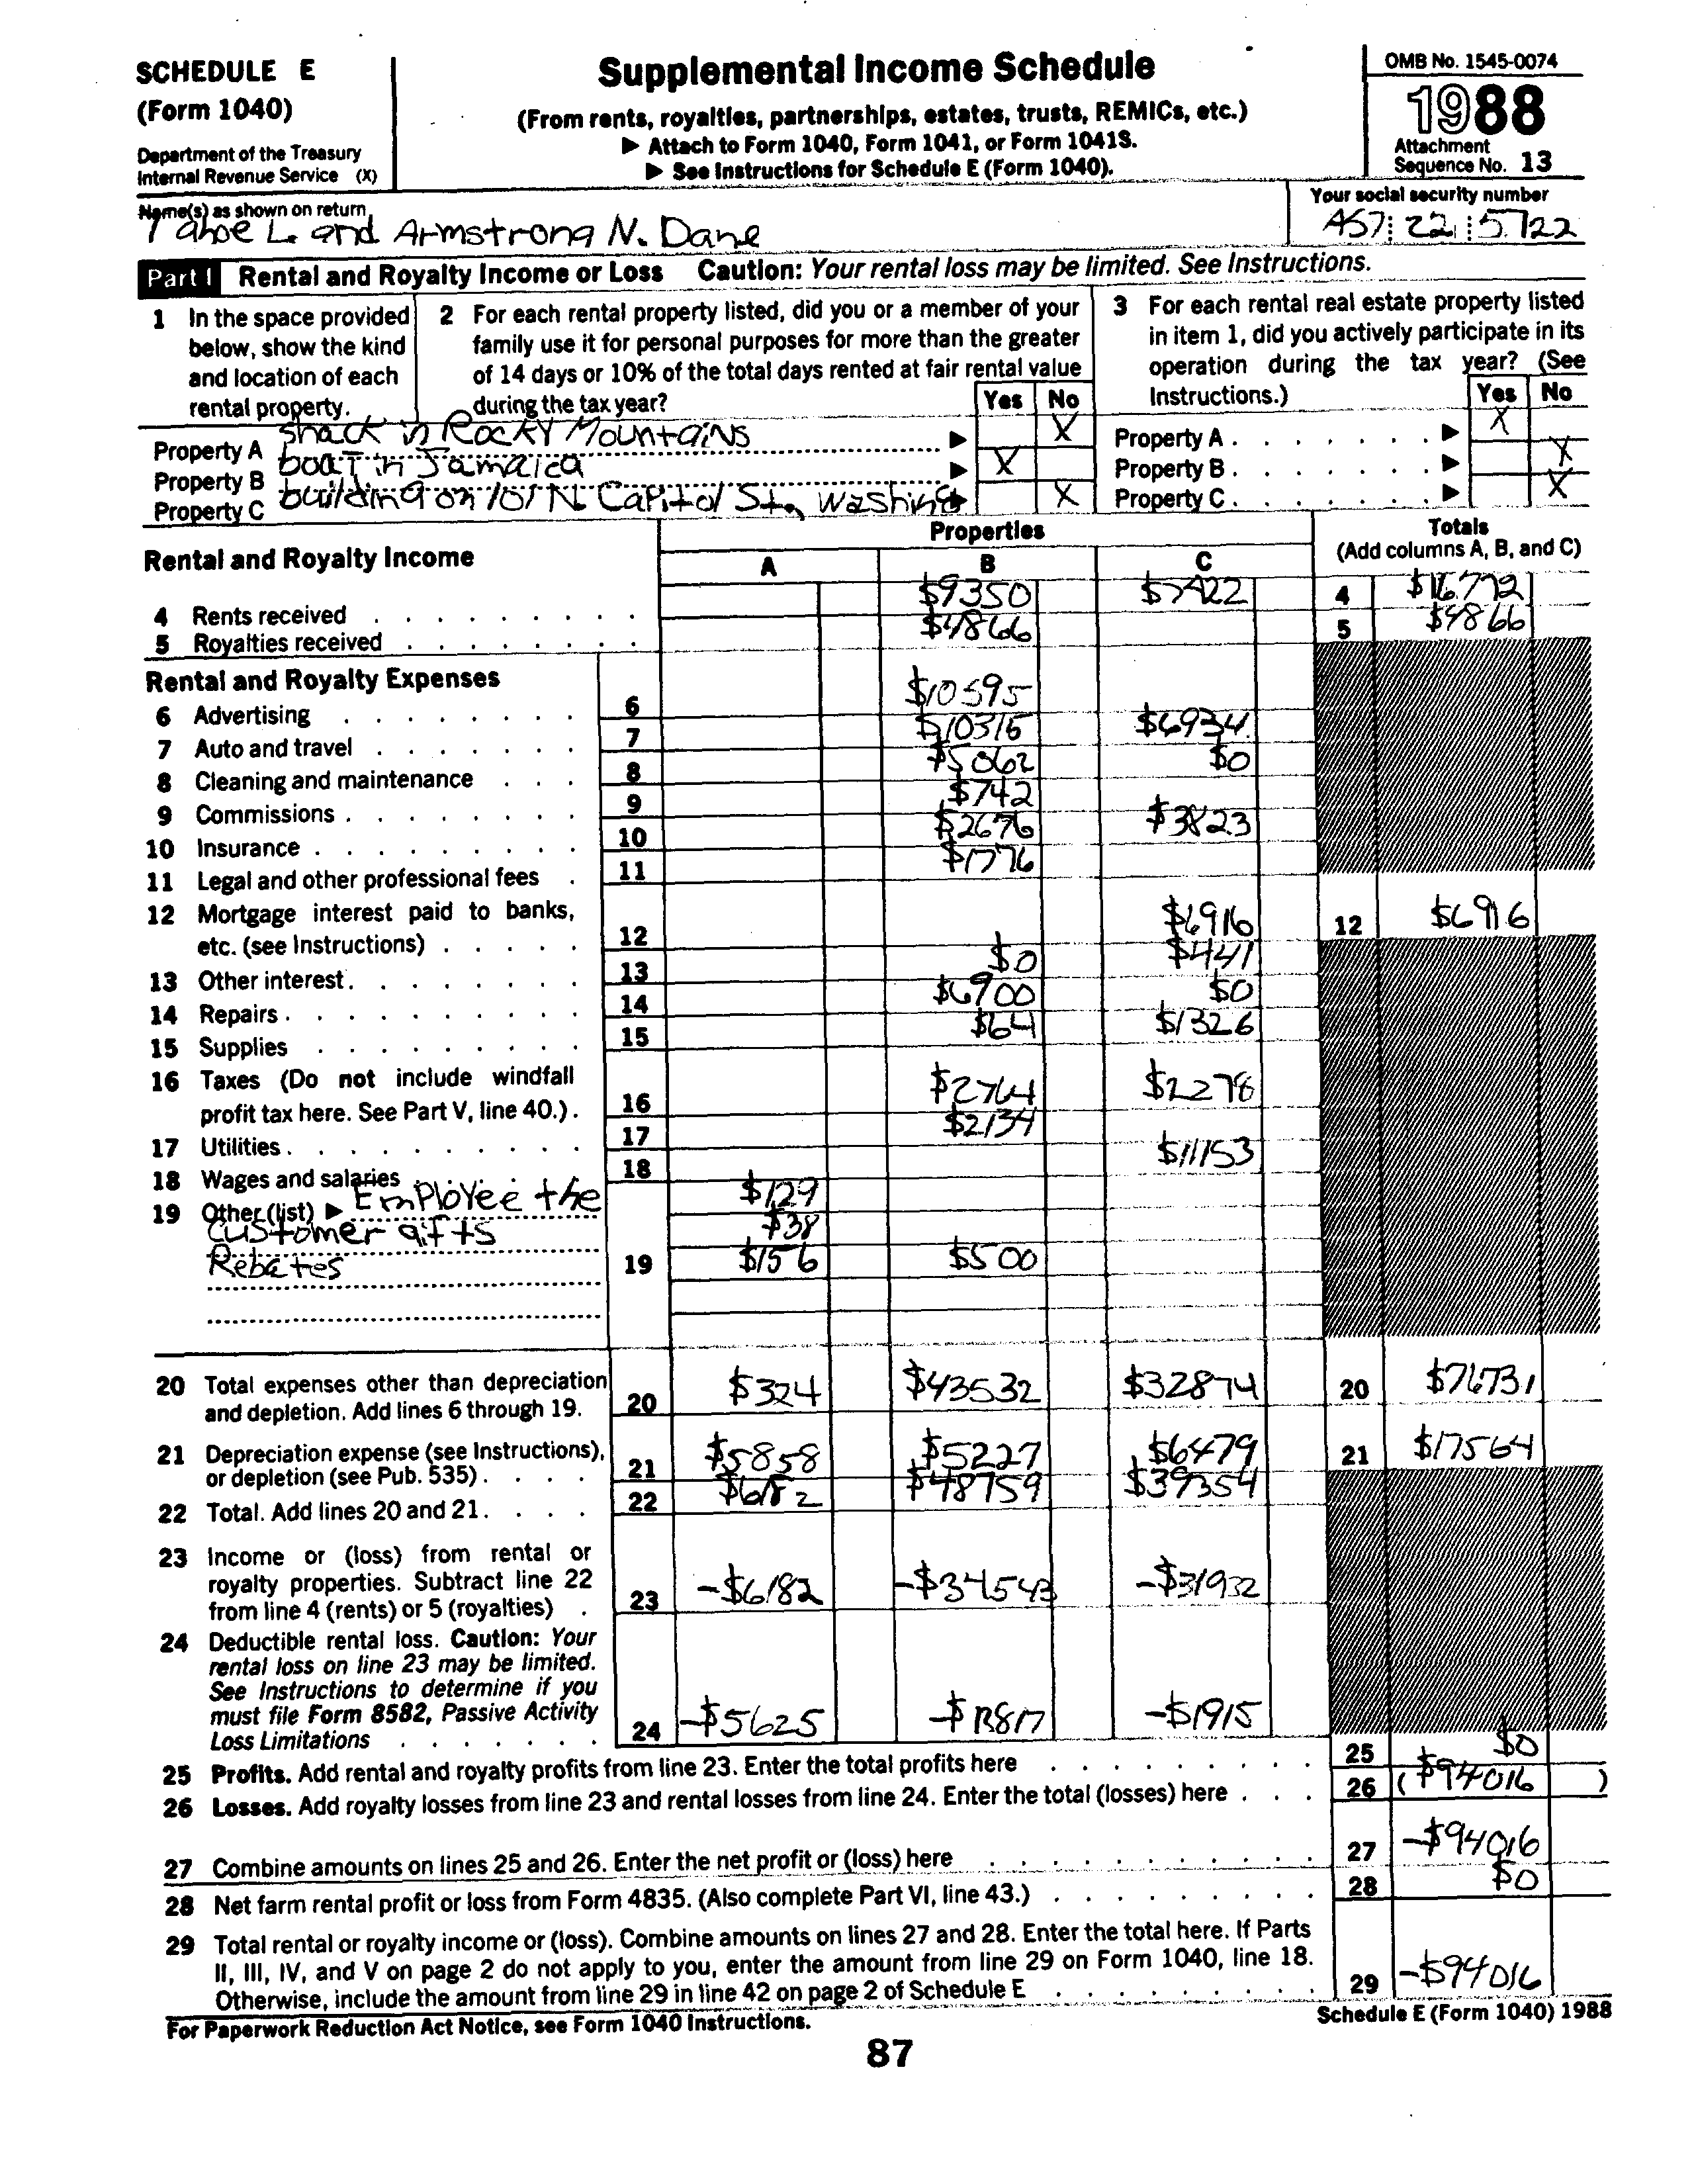 SCHEDULE E
(Form 1040)
Department of the Treasury
Internal Revenue Service (X)
Supplemental Income Schedule
(From rents, royalties, partnerships, estates, trusts, REMICs, etc.)
▶ Attach to Form 1040, Form 1041, or Form 1041S.
▶ See Instructions for Schedule E (Form 1040).
OMB No. 1545-0074
1988
Attachment
Sequence No. 13
Name(s) as shown on return
Tahoe L. and Armstrong N. Dane
Your social security number
457 22 5722
Part I Rental and Royalty Income or Loss Caution: Your rental loss may be limited. See Instructions.
1 In the space provided
below, show the kind
and location of each
rental property.
2 For each rental property listed, did you or a member of your
family use it for personal purposes for more than the greater
of 14 days or 10% of the total days rented at fair rental value
during the tax year? Yes No
3 For each rental real estate property listed
in item 1, did you actively participate in its
operation during the tax year? (See
Instructions.) Yes No
Property A shack in Rocky Mountains ▶ X
Property B boat in Jamaica ▶ X
Property C building on 101 N. Capitol St., Washing ▶ X
Property A ▶ X
Property B ▶ X
Property C ▶ X
Rental and Royalty Income
Properties
A B C
Totals
(Add columns A, B, and C)
4 Rents received $9350 $7422 4 $16772
5 Royalties received $4866 5 $4866
Rental and Royalty Expenses
6 Advertising 6 $10595
7 Auto and travel 7 $10315 $6934
8 Cleaning and maintenance 8 $5062 $0
9 Commissions 9 $742
10 Insurance 10 $2676 $3823
11 Legal and other professional fees 11 $1776
12 Mortgage interest paid to banks,
etc. (see Instructions) 12 $6916 12 $6916
13 Other interest 13 $0 $441
14 Repairs 14 $6900 $0
15 Supplies 15 $64 $1326
16 Taxes (Do not include windfall
profit tax here. See Part V, line 40.) 16 $2764 $2278
17 Utilities 17 $2134
18 Wages and salaries 18 $11153
19 Other (list) ▶ Employee the $129
customer gifts $38
Rebates 19 $156 $500
20 Total expenses other than depreciation
and depletion. Add lines 6 through 19. 20 $324 $43532 $32874 20 $76731
21 Depreciation expense (see Instructions),
or depletion (see Pub. 535) 21 $5858 $5227 $6479 21 $17564
22 Total. Add lines 20 and 21. 22 $6182 $48759 $39354
23 Income or (loss) from rental or
royalty properties. Subtract line 22
from line 4 (rents) or 5 (royalties) 23 -$6182 -$34543 -$31932
24 Deductible rental loss. Caution: Your
rental loss on line 23 may be limited.
See Instructions to determine if you
must file Form 8582, Passive Activity
Loss Limitations 24 -$5625 -$1915
25 Profits. Add rental and royalty profits from line 23. Enter the total profits here 25 $0
26 Losses. Add royalty losses from line 23 and rental losses from line 24. Enter the total (losses) here 26 ($94016)
27 Combine amounts on lines 25 and 26. Enter the net profit or (loss) here 27 -$94016
28 Net farm rental profit or loss from Form 4835. (Also complete Part VI, line 43.) 28 $0
29 Total rental or royalty income or (loss). Combine amounts on lines 27 and 28. Enter the total here. If Parts
II, III, IV, and V on page 2 do not apply to you, enter the amount from line 29 on Form 1040, line 18.
Otherwise, include the amount from line 29 in line 42 on page 2 of Schedule E 29 -$94016
For Paperwork Reduction Act Notice, see Form 1040 Instructions.
Schedule E (Form 1040) 1988
87